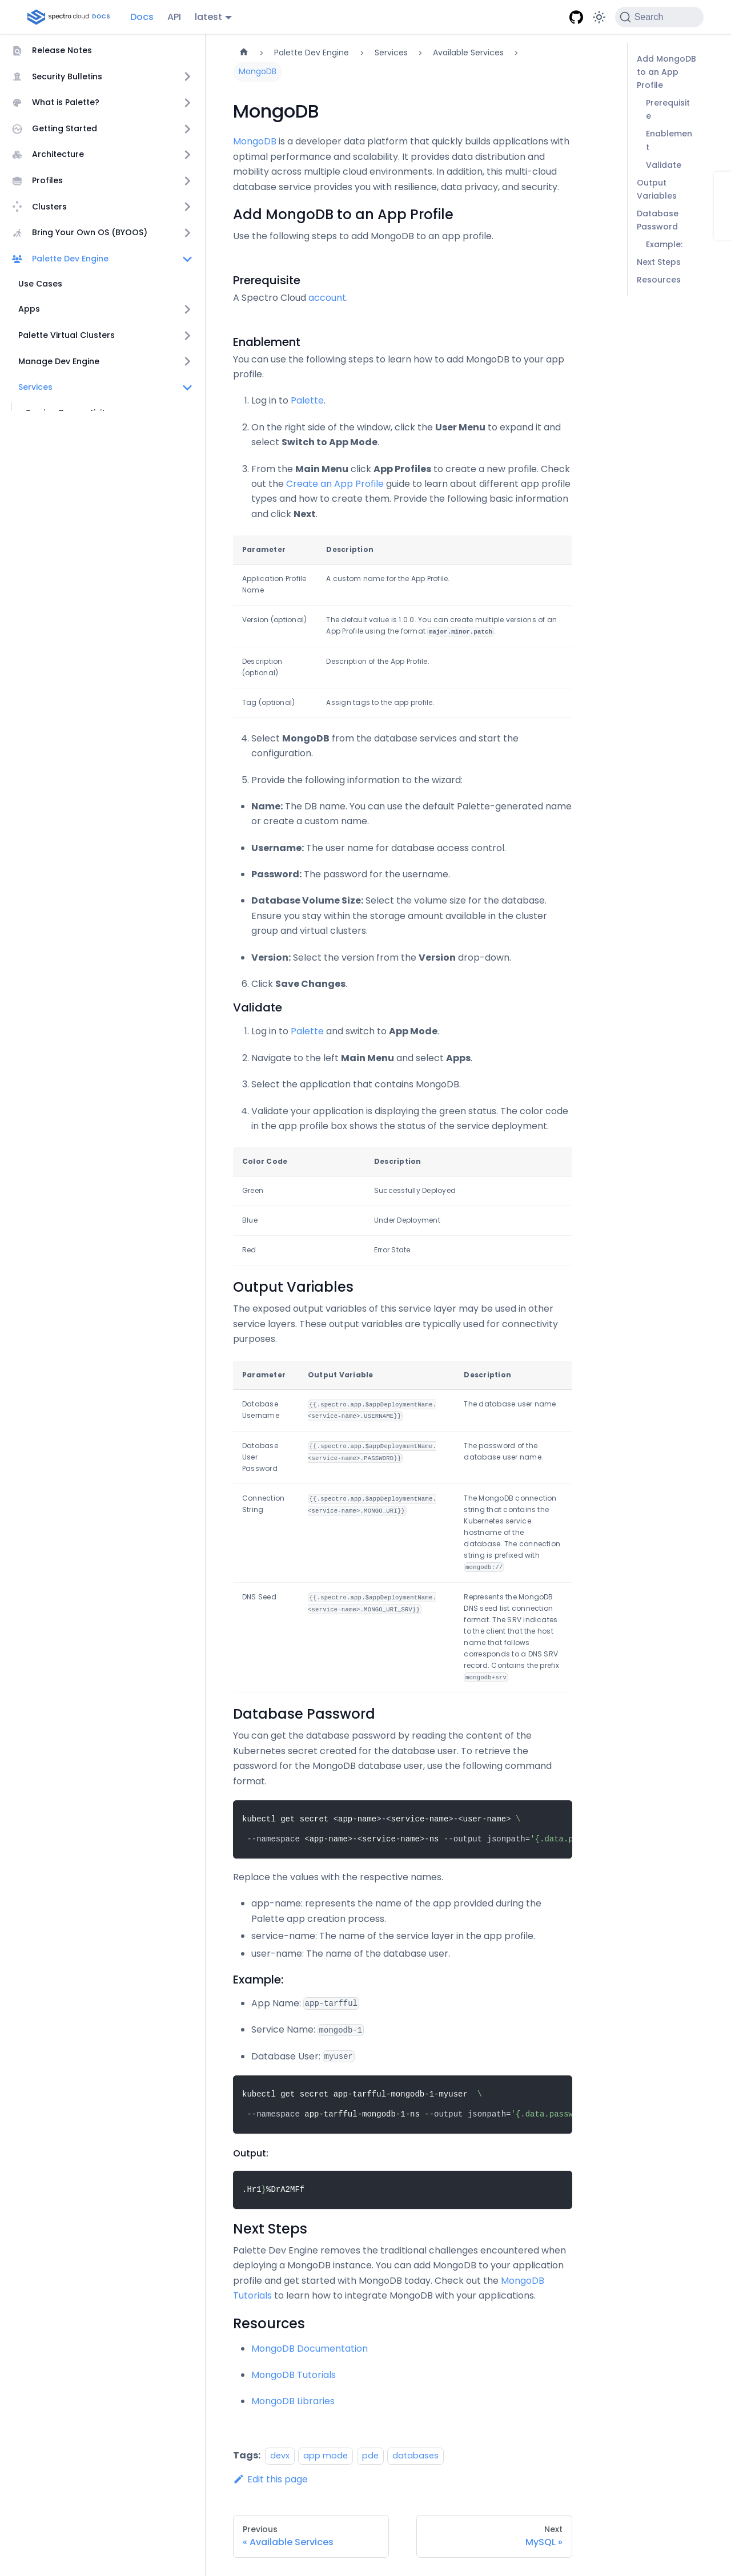 spectro cloud DOCS
Docs
API
latest
Search
Release Notes
Security Bulletins
What is Palette?
Getting Started
Architecture
Profiles
Clusters
Bring Your Own OS (BYOOS)
Palette Dev Engine
Use Cases
Apps
Palette Virtual Clusters
Manage Dev Engine
Services
Palette Dev Engine
Services
Available Services
MongoDB
MongoDB
MongoDB is a developer data platform that quickly builds applications with
optimal performance and scalability. It provides data distribution and
mobility across multiple cloud environments. In addition, this multi-cloud
database service provides you with resilience, data privacy, and security.
Add MongoDB to an App Profile
Use the following steps to add MongoDB to an app profile.
Prerequisite
A Spectro Cloud account.
Enablement
You can use the following steps to learn how to add MongoDB to your app
profile.
1. Log in to Palette.
2. On the right side of the window, click the User Menu to expand it and
select Switch to App Mode.
3. From the Main Menu click App Profiles to create a new profile. Check
out the Create an App Profile guide to learn about different app profile
types and how to create them. Provide the following basic information
and click Next.
Parameter Description
Application Profile
Name
A custom name for the App Profile.
Version (optional)
The default value is 1.0.0. You can create multiple versions of an
App Profile using the format major.minor.patch
Description
(optional)
Description of the App Profile.
Tag (optional)
Assign tags to the app profile.
4. Select MongoDB from the database services and start the
configuration.
5. Provide the following information to the wizard:
Name: The DB name. You can use the default Palette-generated name
or create a custom name.
Username: The user name for database access control.
Password: The password for the username.
Database Volume Size: Select the volume size for the database.
Ensure you stay within the storage amount available in the cluster
group and virtual clusters.
Version: Select the version from the Version drop-down.
6. Click Save Changes.
Validate
1. Log in to Palette and switch to App Mode.
2. Navigate to the left Main Menu and select Apps.
3. Select the application that contains MongoDB.
4. Validate your application is displaying the green status. The color code
in the app profile box shows the status of the service deployment.
Color Code Description
Green Successfully Deployed
Blue Under Deployment
Red Error State
Output Variables
The exposed output variables of this service layer may be used in other
service layers. These output variables are typically used for connectivity
purposes.
Parameter Output Variable Description
Database
Username
{{.spectro.app.$appDeploymentName.
<service-name>.USERNAME}}
The database user name.
Database
User
Password
{{.spectro.app.$appDeploymentName.
<service-name>.PASSWORD}}
The password of the
database user name.
Connection
String
{{.spectro.app.$appDeploymentName.
<service-name>.MONGO_URI}}
The MongoDB connection
string that contains the
Kubernetes service
hostname of the
database. The connection
string is prefixed with
mongodb://
DNS Seed
{{.spectro.app.$appDeploymentName.
<service-name>.MONGO_URI_SRV}}
Represents the MongoDB
DNS seed list connection
format. The SRV indicates
to the client that the host
name that follows
corresponds to a DNS SRV
record. Contains the prefix
mongodb+srv
Database Password
You can get the database password by reading the content of the
Kubernetes secret created for the database user. To retrieve the
password for the MongoDB database user, use the following command
format.
kubectl get secret <app-name>-<service-name>-<user-name> \
--namespace <app-name>-<service-name>-ns --output jsonpath='{.data.p
Replace the values with the respective names.
app-name: represents the name of the app provided during the
Palette app creation process.
service-name: The name of the service layer in the app profile.
user-name: The name of the database user.
Example:
App Name: app-tarfful
Service Name: mongodb-1
Database User: myuser
kubectl get secret app-tarfful-mongodb-1-myuser \
--namespace app-tarfful-mongodb-1-ns --output jsonpath='{.data.passw
Output:
.Hr1}%DrA2MFf
Next Steps
Palette Dev Engine removes the traditional challenges encountered when
deploying a MongoDB instance. You can add MongoDB to your application
profile and get started with MongoDB today. Check out the MongoDB
Tutorials to learn how to integrate MongoDB with your applications.
Resources
MongoDB Documentation
MongoDB Tutorials
MongoDB Libraries
Tags: devx app mode pde databases
Edit this page
Previous
« Available Services
Next
MySQL »
Add MongoDB
to an App
Profile
Prerequisit
e
Enablemen
t
Validate
Output
Variables
Database
Password
Example:
Next Steps
Resources